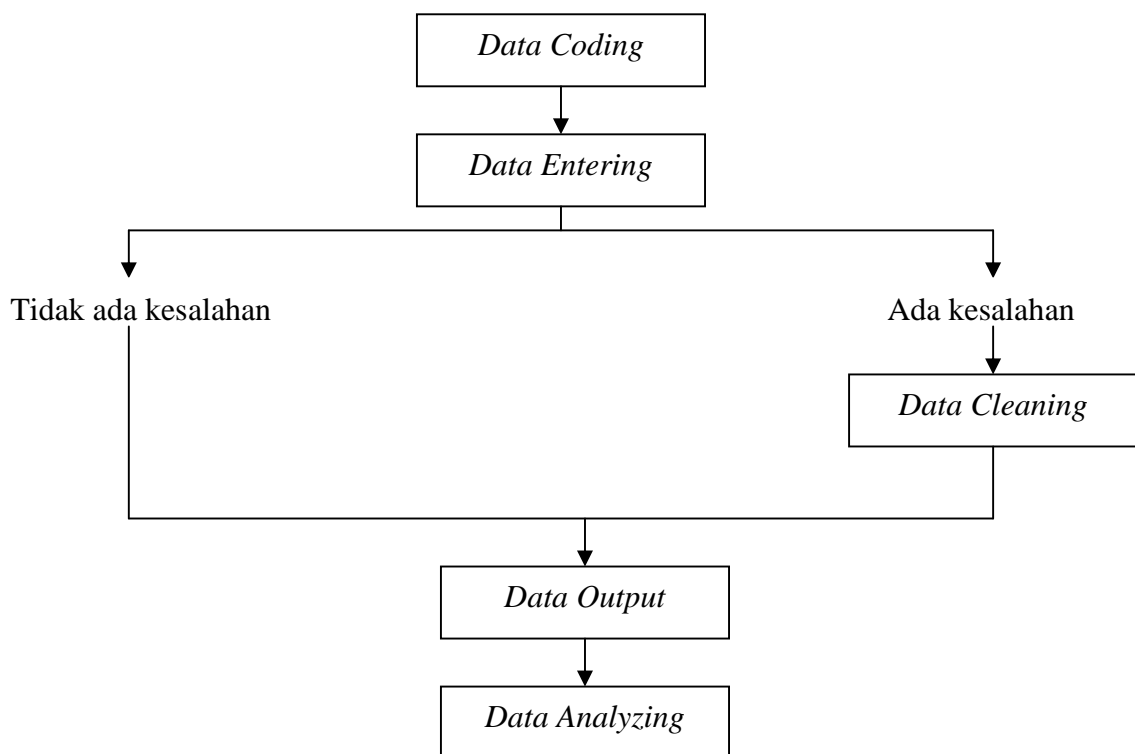 Data Coding
Data Entering
Tidak ada kesalahan
Ada kesalahan
Data Cleaning
Data Output
Data Analyzing